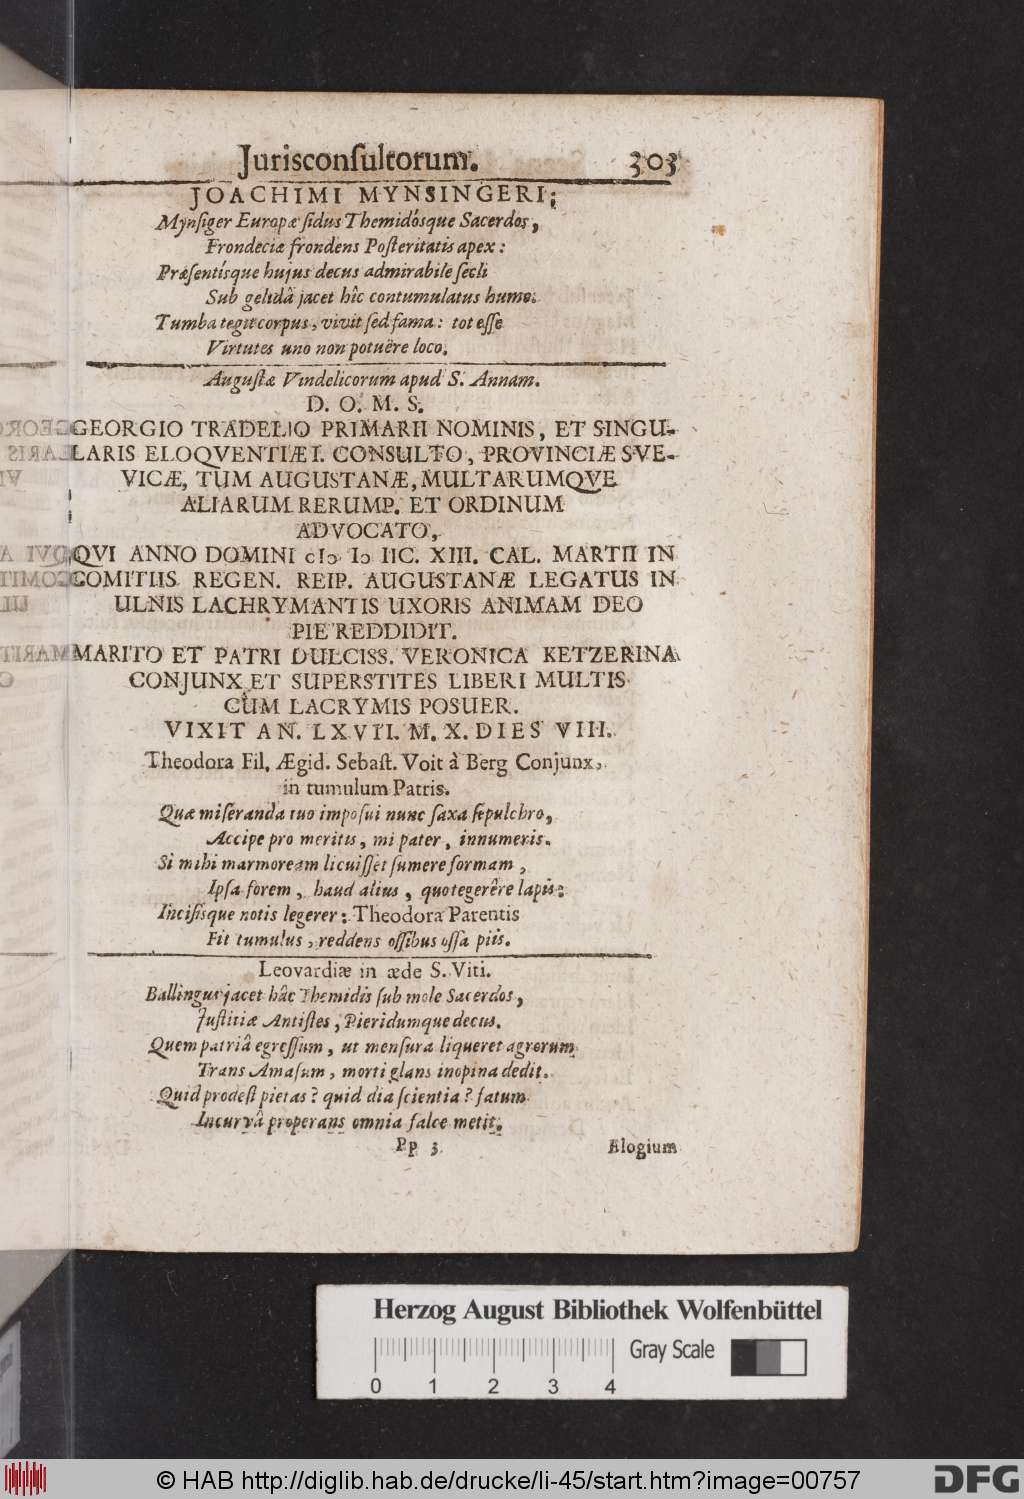 Jurisconſultorum. 303
JOACHIMI MYNSINGERI;
Mynſiger Europæ ſidus Themidósque Sacerdos,
Frondeciæ frondens Poſteritatis apex:
Præſentísque hujus decus admirabile ſecli
Sub gelidâ jacet hîc contumulatus humo.
Tumba tegit corpus, vivit ſed fama: tot eſſe
Virtutes uno non potuêre loco.
Auguſtæ Vindelicorum apud S. Annam.
D. O. M. S.
GEORGIO TRADELIO PRIMARII NOMINIS, ET SINGU-
LARIS ELOQVENTIÆ I. CONSULTO, PROVINCIÆ SVE-
VICÆ, TUM AUGUSTANÆ, MULTARUMQVE
ALIARUM RERUMP. ET ORDINUM
ADVOCATO,
QVI ANNO DOMINI cIɔ Iɔ IIC. XIII. CAL. MARTII IN
COMITIIS REGEN. REIP. AUGUSTANÆ LEGATUS IN
ULNIS LACHRYMANTIS UXORIS ANIMAM DEO
PIE REDDIDIT.
MARITO ET PATRI DULCISS. VERONICA KETZERINA
CONJUNX ET SUPERSTITES LIBERI MULTIS
CUM LACRYMIS POSUER.
VIXIT AN. LXVII. M. X. DIES VIII.
Theodora Fil. Ægid. Sebaſt. Voit à Berg Conjunx,
in tumulum Patris.
Quæ miſeranda tuo impoſui nunc ſaxa ſepulchro,
Accipe pro meritis, mi pater, innumeris.
Si mihi marmoream licuiſſet ſumere formam,
Ipſa forem, haud alius, quo tegerêre lapis:
Inciſisque notis legerer: Theodora Parentis
Fit tumulus, reddens oſſibus oſſa piis.
Leovardiæ in æde S. Viti.
Ballingus jacet hâc Themidis ſub mole Sacerdos,
Juſtitiæ Antiſtes, Pieridumque decus.
Quem patriâ egreſſum, ut menſura liqueret agrorum
Trans Amaſum, morti glans inopina dedit.
Quid prodeſt pietas? quid dia ſcientia? fatum
Incurvâ properans omnia falce metit.
Pp 3 Elogium
Herzog August Bibliothek Wolfenbüttel
Gray Scale
0 1 2 3 4
© HAB http://diglib.hab.de/drucke/li-45/start.htm?image=00757
DFG